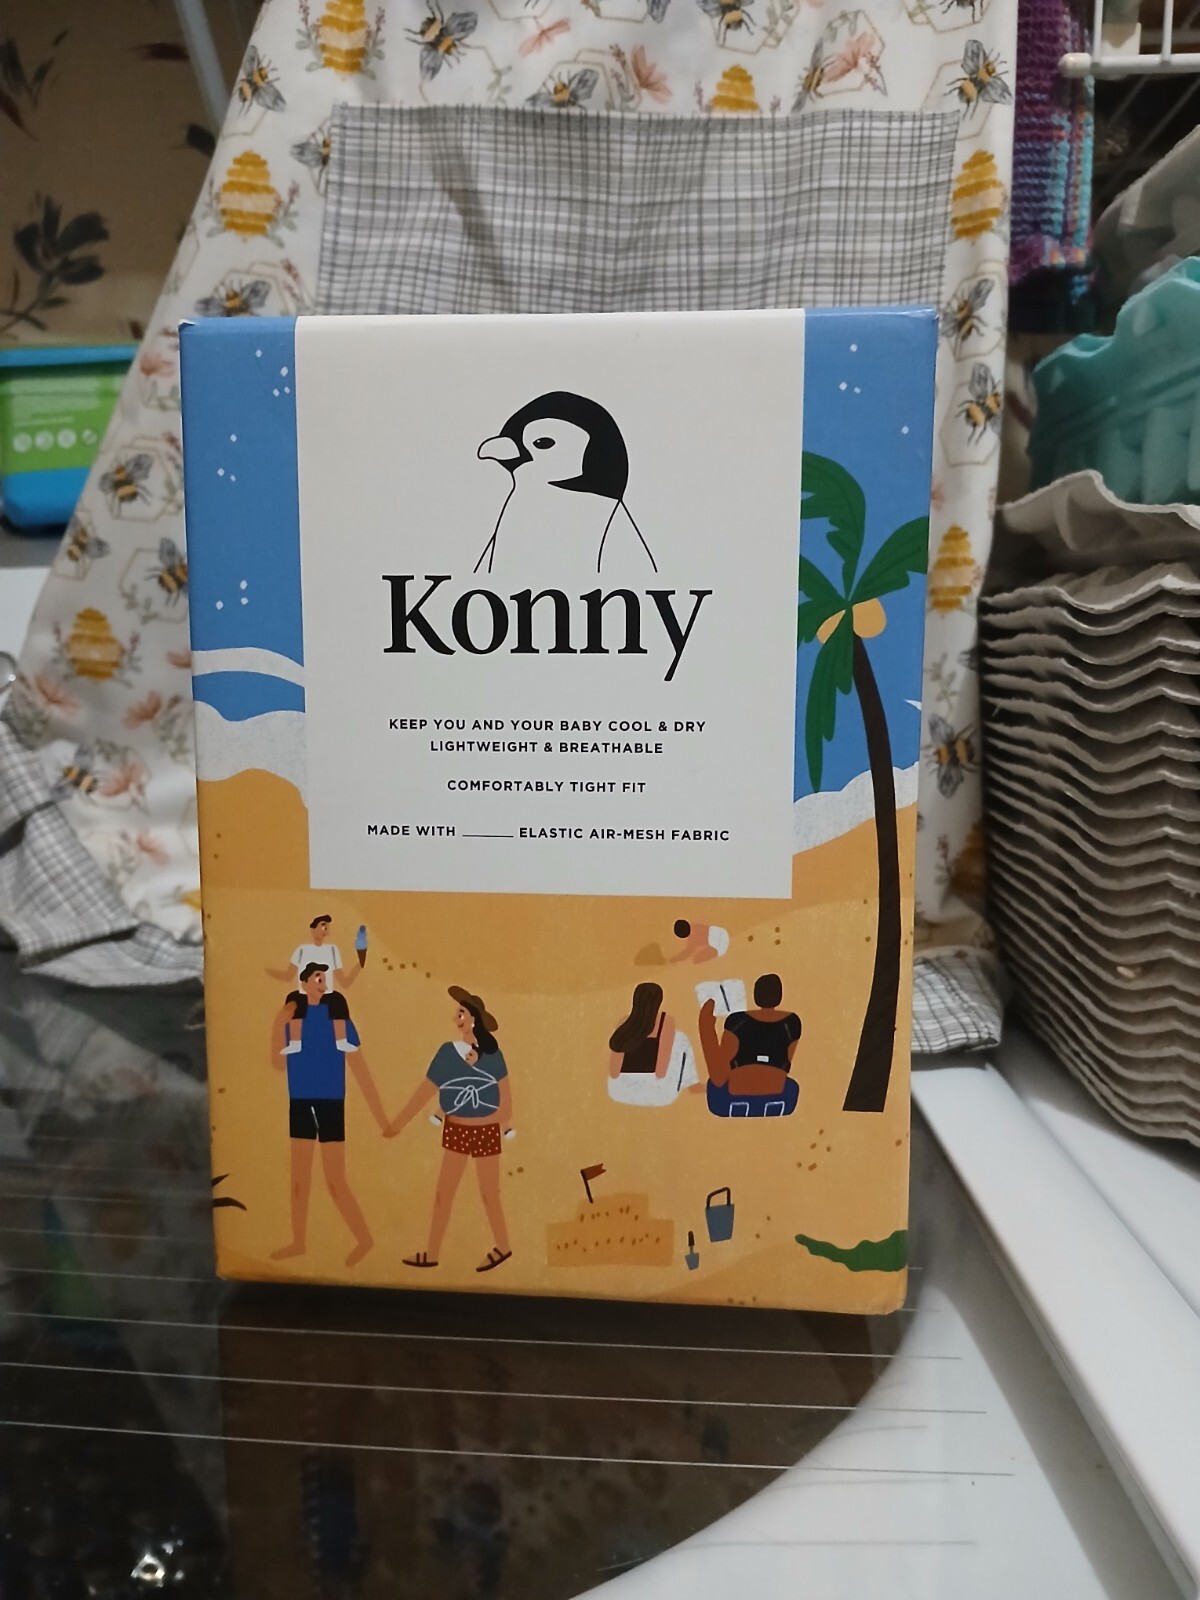 Konny
KEEP YOU AND YOUR BABY COOL & DRY
LIGHTWEIGHT & BREATHABLE
COMFORTABLY TIGHT FIT
MADE WITH ______ ELASTIC AIR-MESH FABRIC